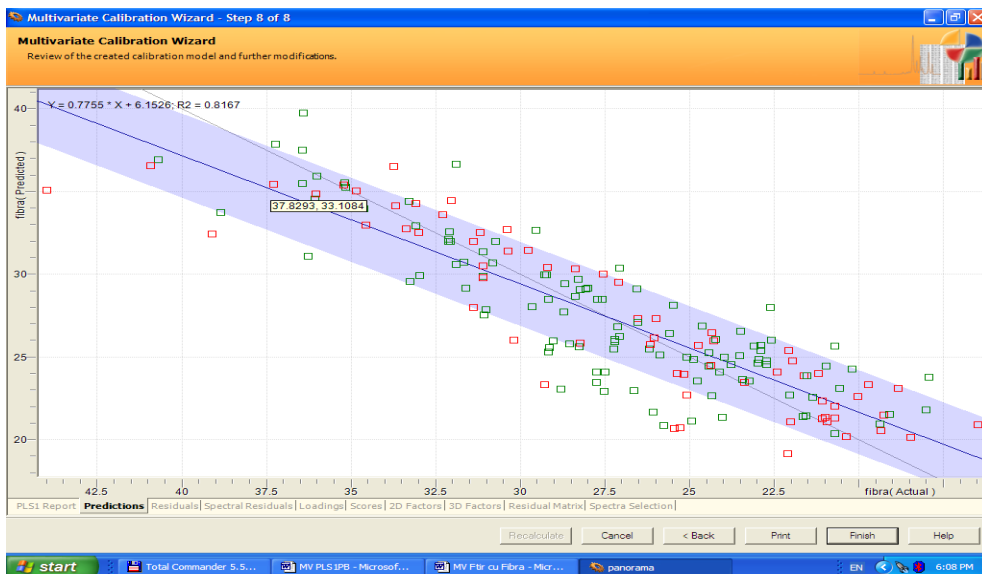 Multivariate Calibration Wizard - Step 8 of 8
Multivariate Calibration Wizard
Review of the created calibration model and further modifications.
Y = 0.7755 * X + 6.1526; R2 = 0.8167
40
30
25
20
fibra( Predicted )
37.8293, 33.1084
42.5 40 37.5 35 32.5 30 27.5 25 22.5 fibra( Actual )
PLS1 Report Predictions Residuals Spectral Residuals Loadings Scores 2D Factors 3D Factors Residual Matrix Spectra Selection
Recalculate Cancel < Back Print Finish Help
start Total Commander 5.5... MV PLS1PB - Microsof... MV Ftir cu Fibra - Micr... panorama EN 6:08 PM